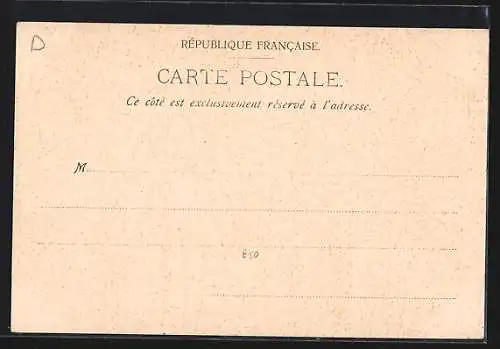 D
RÉPUBLIQUE FRANÇAISE.
CARTE POSTALE.
Ce côté est exclusivement réservé à l'adresse.
M